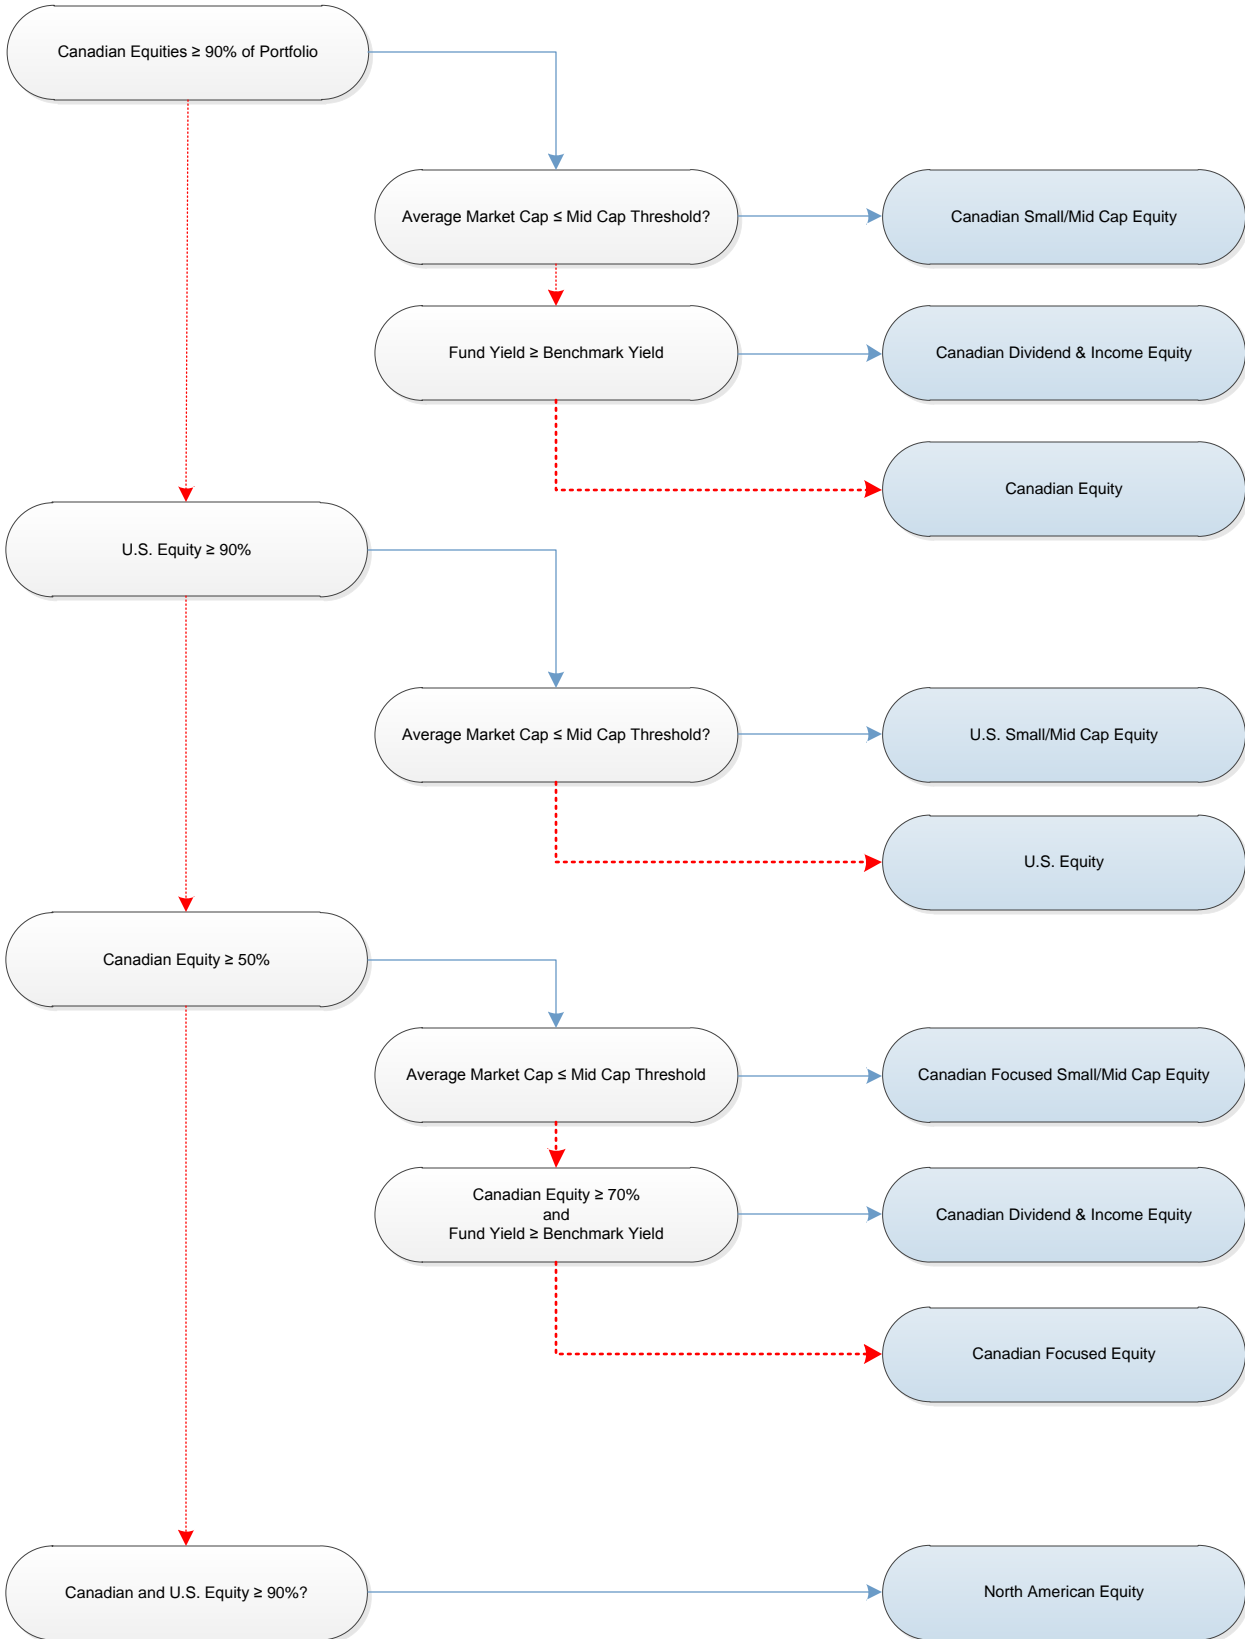 Canadian Equities ≥ 90% of Portfolio
Average Market Cap ≤ Mid Cap Threshold?
Canadian Small/Mid Cap Equity
Fund Yield ≥ Benchmark Yield
Canadian Dividend & Income Equity
Canadian Equity
U.S. Equity ≥ 90%
Average Market Cap ≤ Mid Cap Threshold?
U.S. Small/Mid Cap Equity
U.S. Equity
Canadian Equity ≥ 50%
Average Market Cap ≤ Mid Cap Threshold
Canadian Focused Small/Mid Cap Equity
Canadian Equity ≥ 70%
and
Fund Yield ≥ Benchmark Yield
Canadian Dividend & Income Equity
Canadian Focused Equity
Canadian and U.S. Equity ≥ 90%?
North American Equity